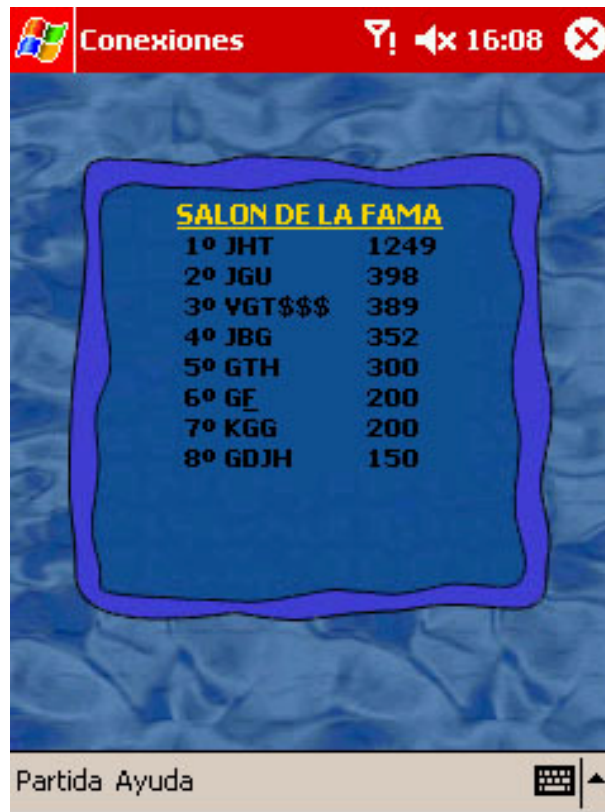 Conexiones 16:08
SALON DE LA FAMA
1º JHT 1249
2º JGU 398
3º VGT$$$ 389
4º JBG 352
5º GTH 300
6º GF 200
7º KGG 200
8º GDJH 150
Partida Ayuda